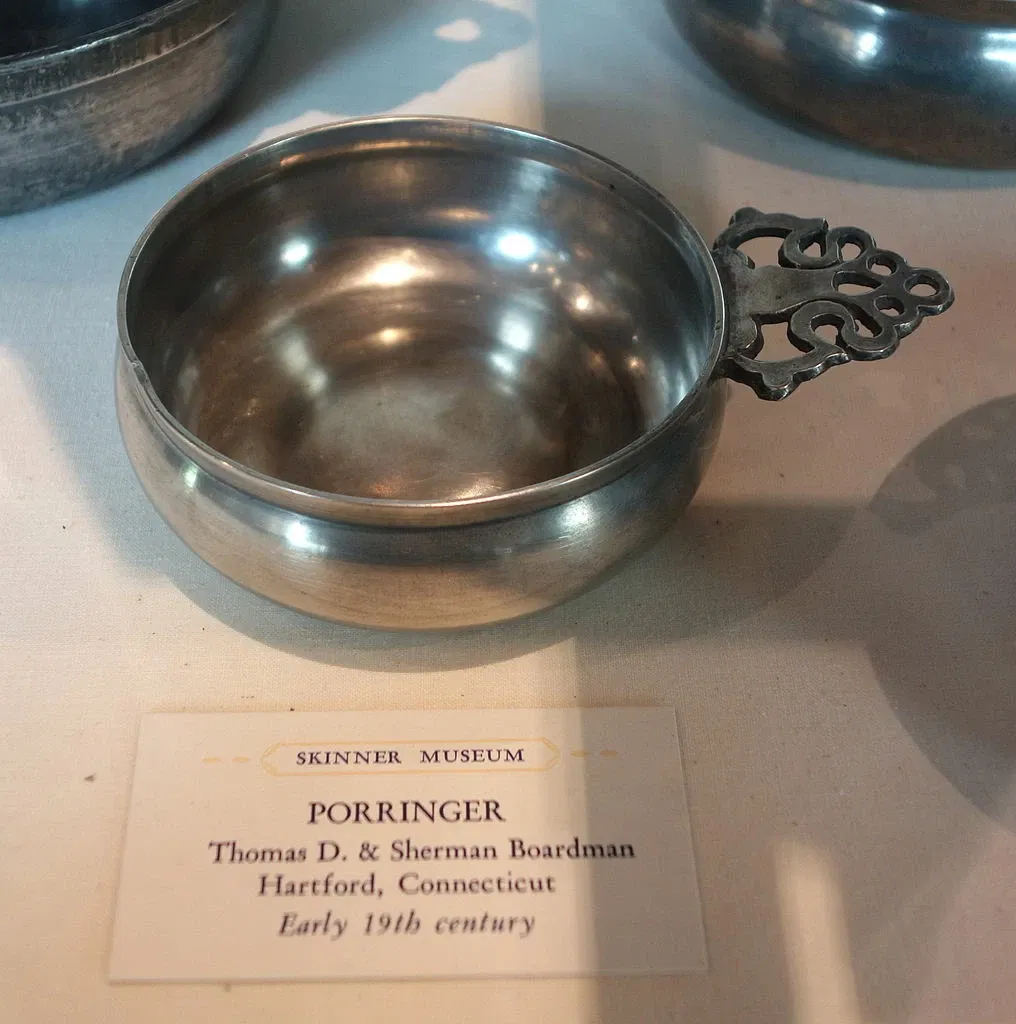 SKINNER MUSEUM
PORRINGER
Thomas D. & Sherman Boardman
Hartford, Connecticut
Early 19th century